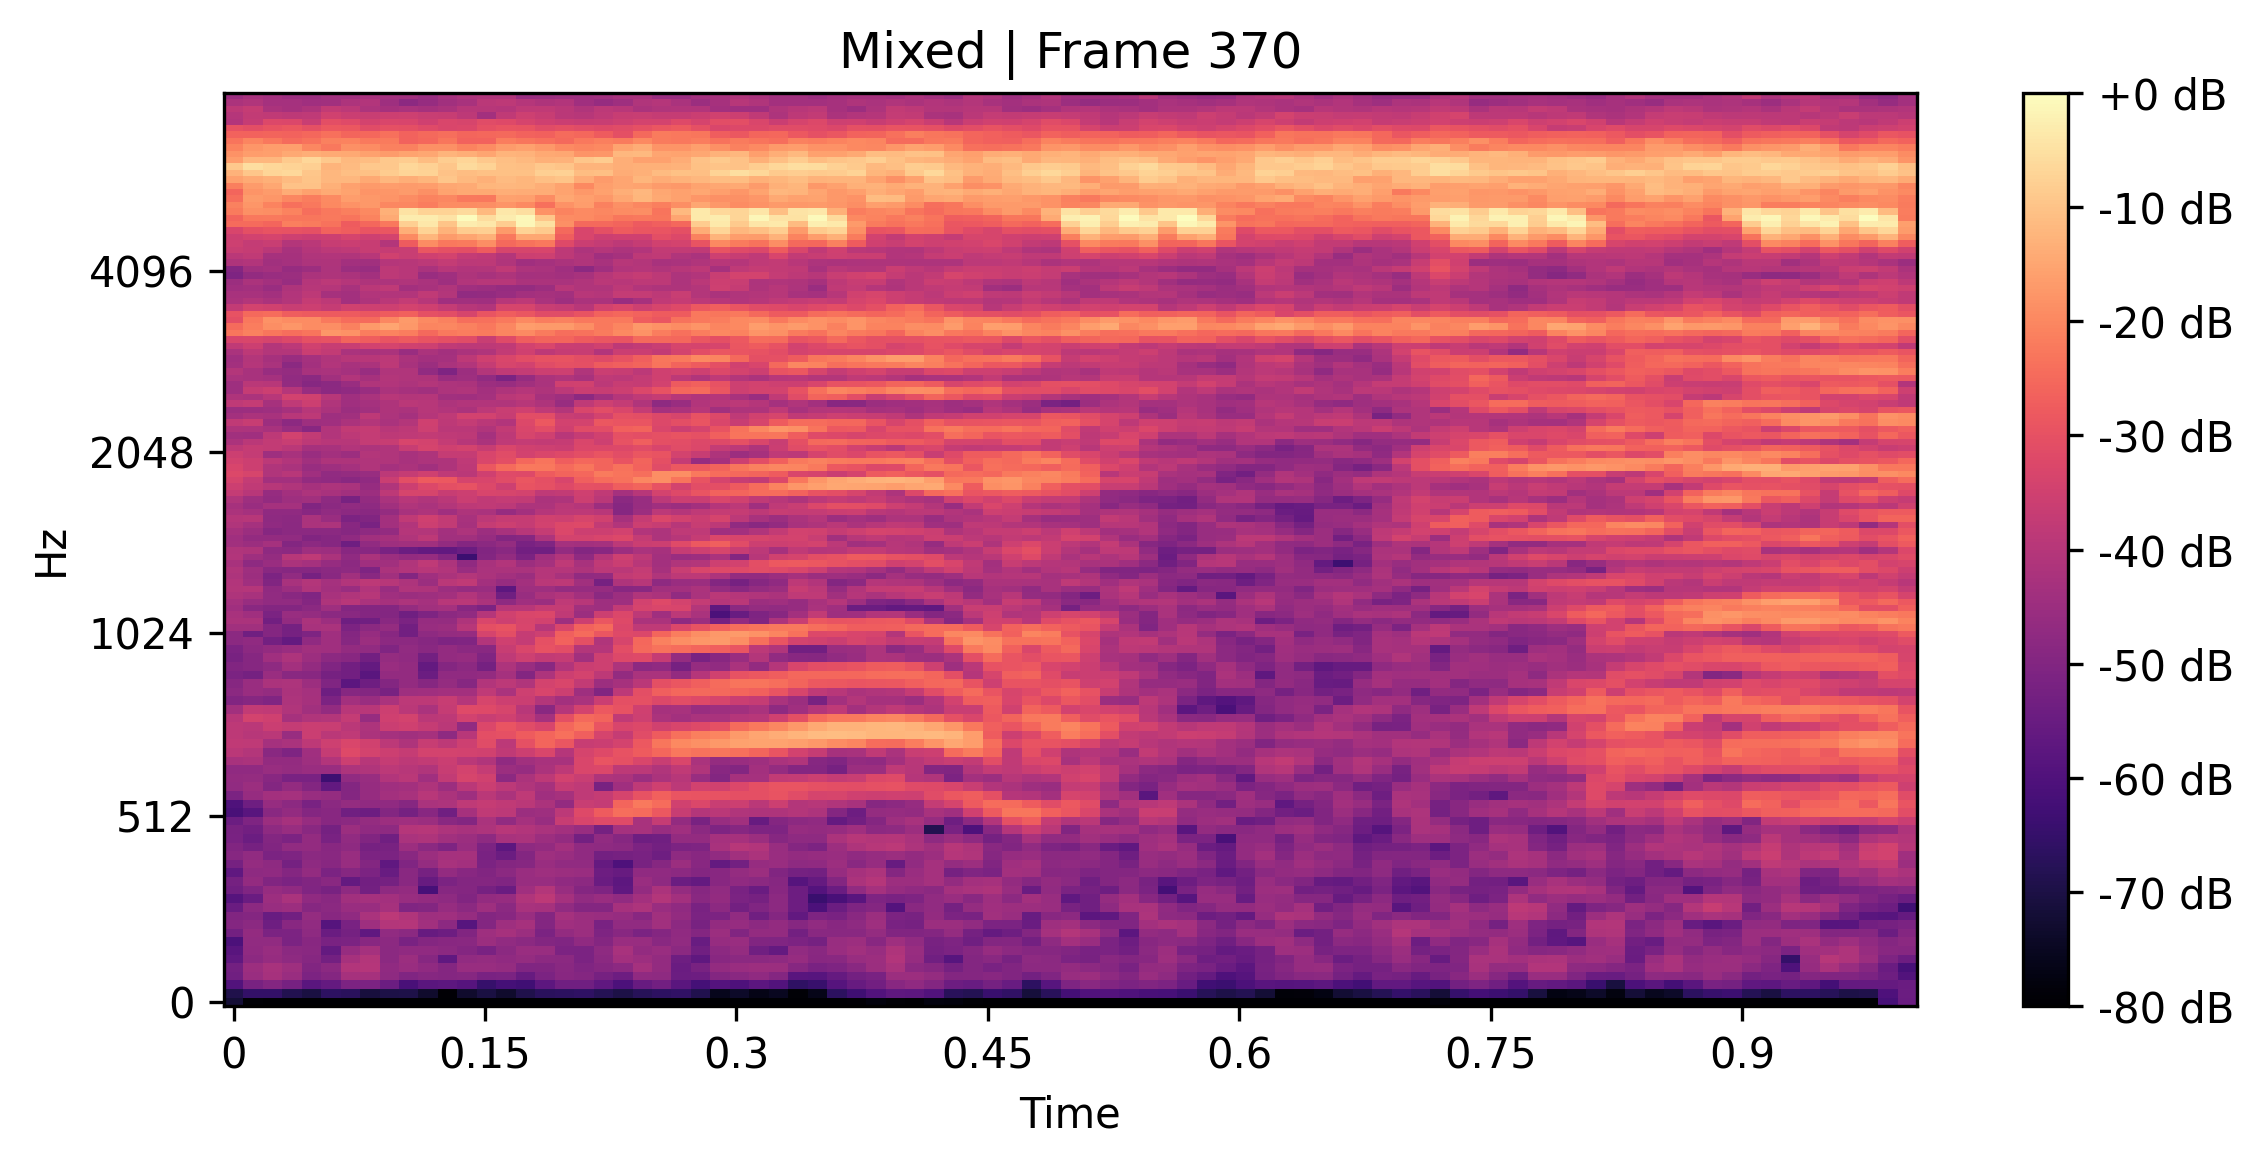 Mixed | Frame 370
+0 dB
-10 dB
-20 dB
-30 dB
-40 dB
-50 dB
-60 dB
-70 dB
-80 dB
Hz
4096
2048
1024
512
0
0 0.15 0.3 0.45 0.6 0.75 0.9
Time